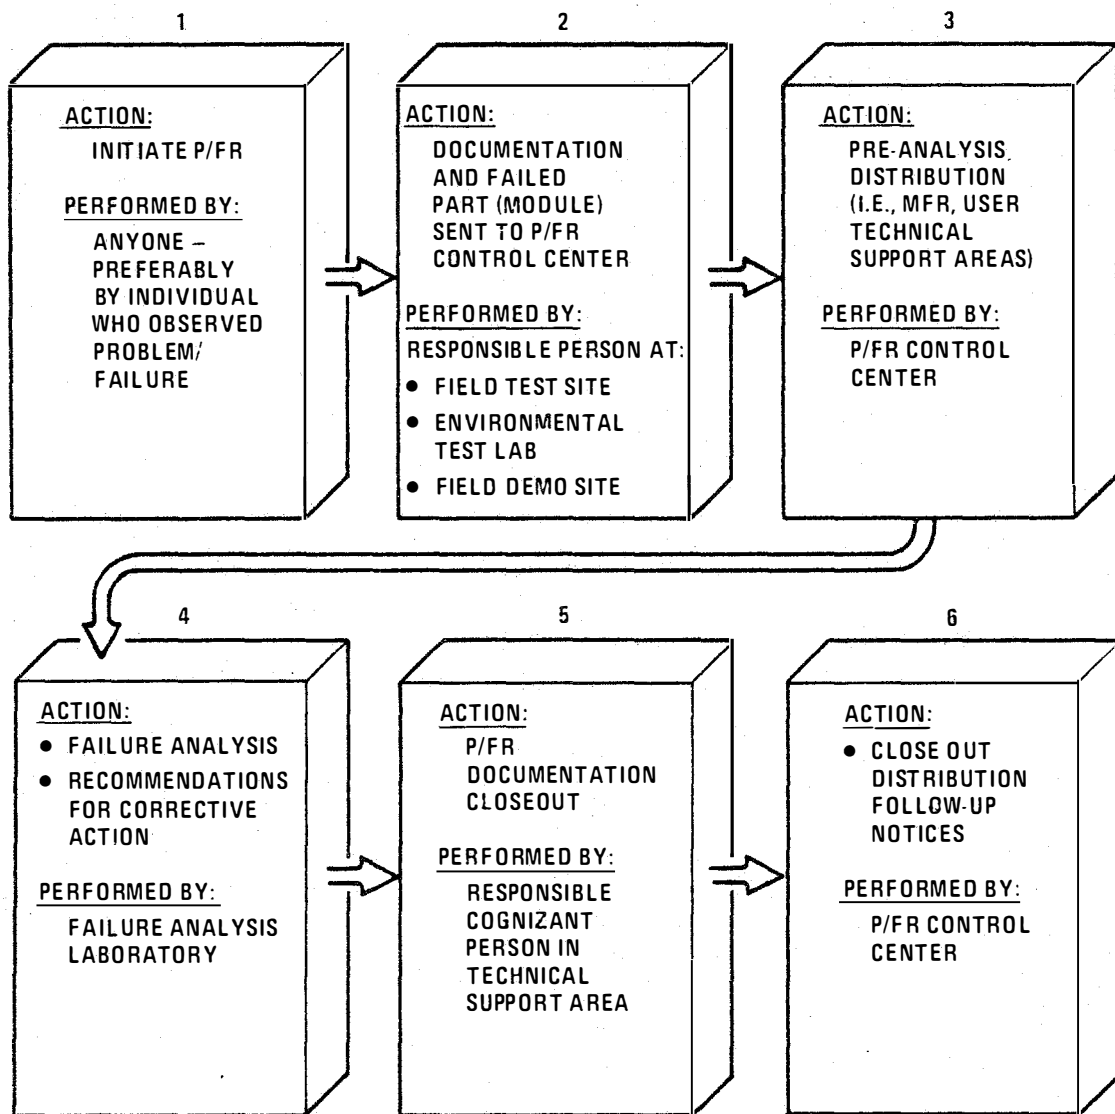 1
ACTION:
INITIATE P/FR
PERFORMED BY:
ANYONE –
PREFERABLY
BY INDIVIDUAL
WHO OBSERVED
PROBLEM/
FAILURE
2
ACTION:
DOCUMENTATION
AND FAILED
PART (MODULE)
SENT TO P/FR
CONTROL CENTER
PERFORMED BY:
RESPONSIBLE PERSON AT:
• FIELD TEST SITE
• ENVIRONMENTAL
TEST LAB
• FIELD DEMO SITE
3
ACTION:
PRE-ANALYSIS
DISTRIBUTION
(I.E., MFR, USER
TECHNICAL
SUPPORT AREAS)
PERFORMED BY:
P/FR CONTROL
CENTER
4
ACTION:
• FAILURE ANALYSIS
• RECOMMENDATIONS
FOR CORRECTIVE
ACTION
PERFORMED BY:
FAILURE ANALYSIS
LABORATORY
5
ACTION:
P/FR
DOCUMENTATION
CLOSEOUT
PERFORMED BY:
RESPONSIBLE
COGNIZANT
PERSON IN
TECHNICAL
SUPPORT AREA
6
ACTION:
• CLOSE OUT
DISTRIBUTION
FOLLOW-UP
NOTICES
PERFORMED BY:
P/FR CONTROL
CENTER